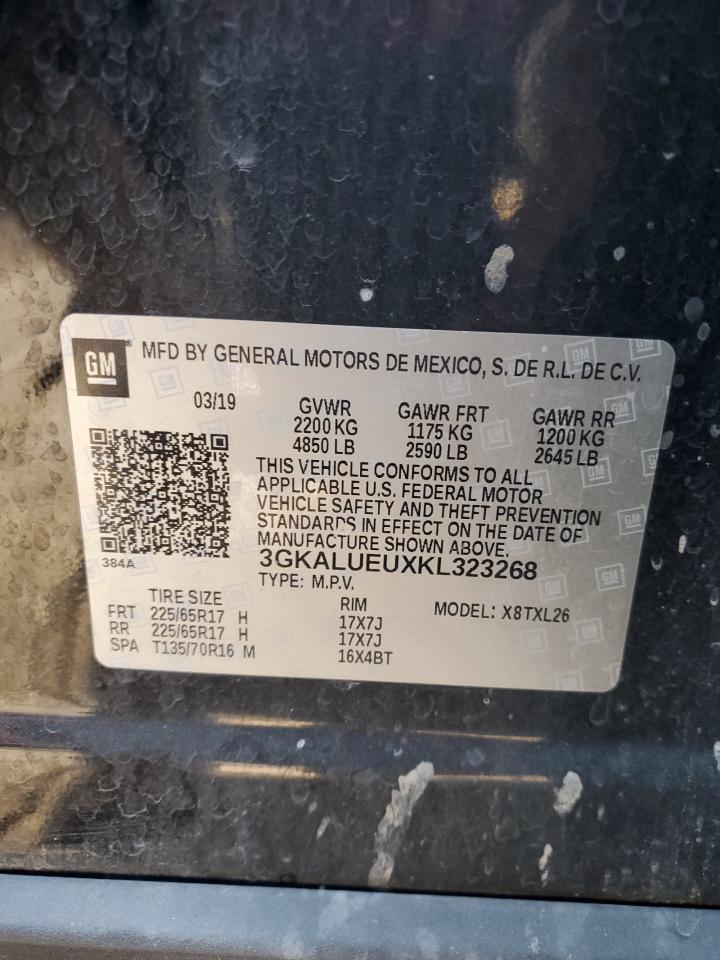 GM® MFD BY GENERAL MOTORS DE MEXICO, S. DE R.L. DE C.V.
03/19 GVWR GAWR FRT GAWR RR
2200 KG 1175 KG 1200 KG
4850 LB 2590 LB 2645 LB
THIS VEHICLE CONFORMS TO ALL
APPLICABLE U.S. FEDERAL MOTOR
VEHICLE SAFETY AND THEFT PREVENTION
STANDARDS IN EFFECT ON THE DATE OF
MANUFACTURE SHOWN ABOVE.
384A
3GKALUEUXKL323268
TYPE: M.P.V.
TIRE SIZE RIM MODEL: X8TXL26
FRT 225/65R17 H 17X7J
RR 225/65R17 H 17X7J
SPA T135/70R16 M 16X4BT